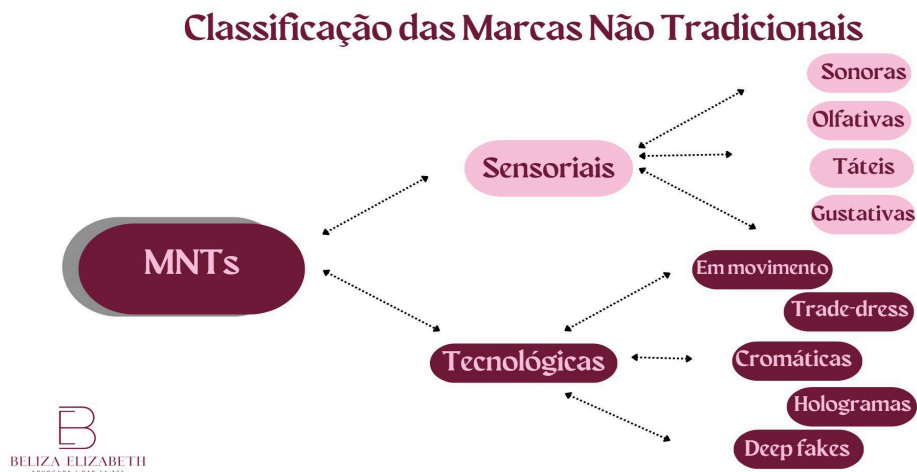 Classificação das Marcas Não Tradicionais
MNTs
Sensoriais
Sonoras
Olfativas
Táteis
Gustativas
Tecnológicas
Em movimento
Trade-dress
Cromáticas
Hologramas
Deep fakes
BELIZA ELIZABETH